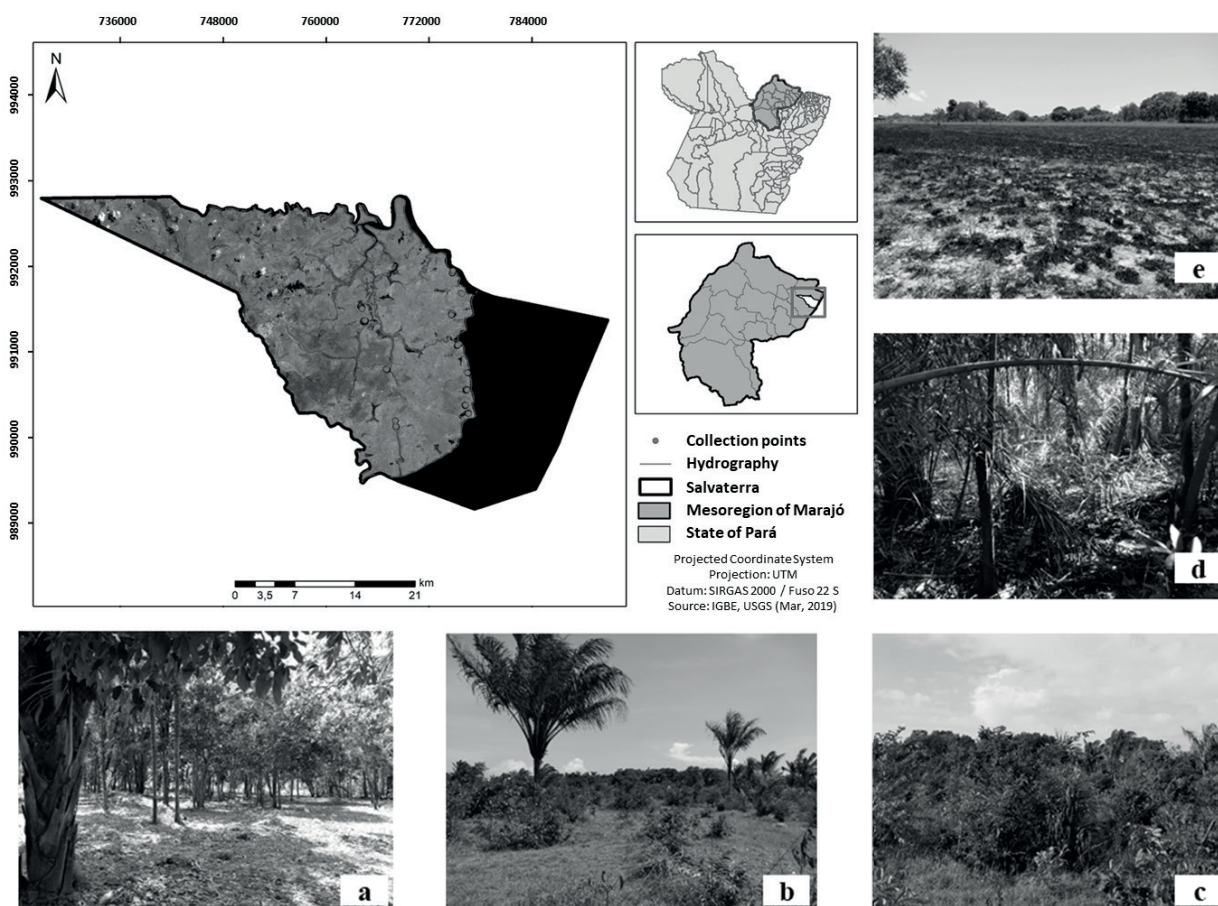 736000 748000 760000 772000 784000
N
994000
993000
992000
991000
990000
989000
km
0 3,5 7 14 21
Collection points
Hydrography
Salvaterra
Mesoregion of Marajó
State of Pará
Projected Coordinate System
Projection: UTM
Datum: SIRGAS 2000 / Fuso 22 S
Source: IGBE, USGS (Mar, 2019)
e
d
a
b
c